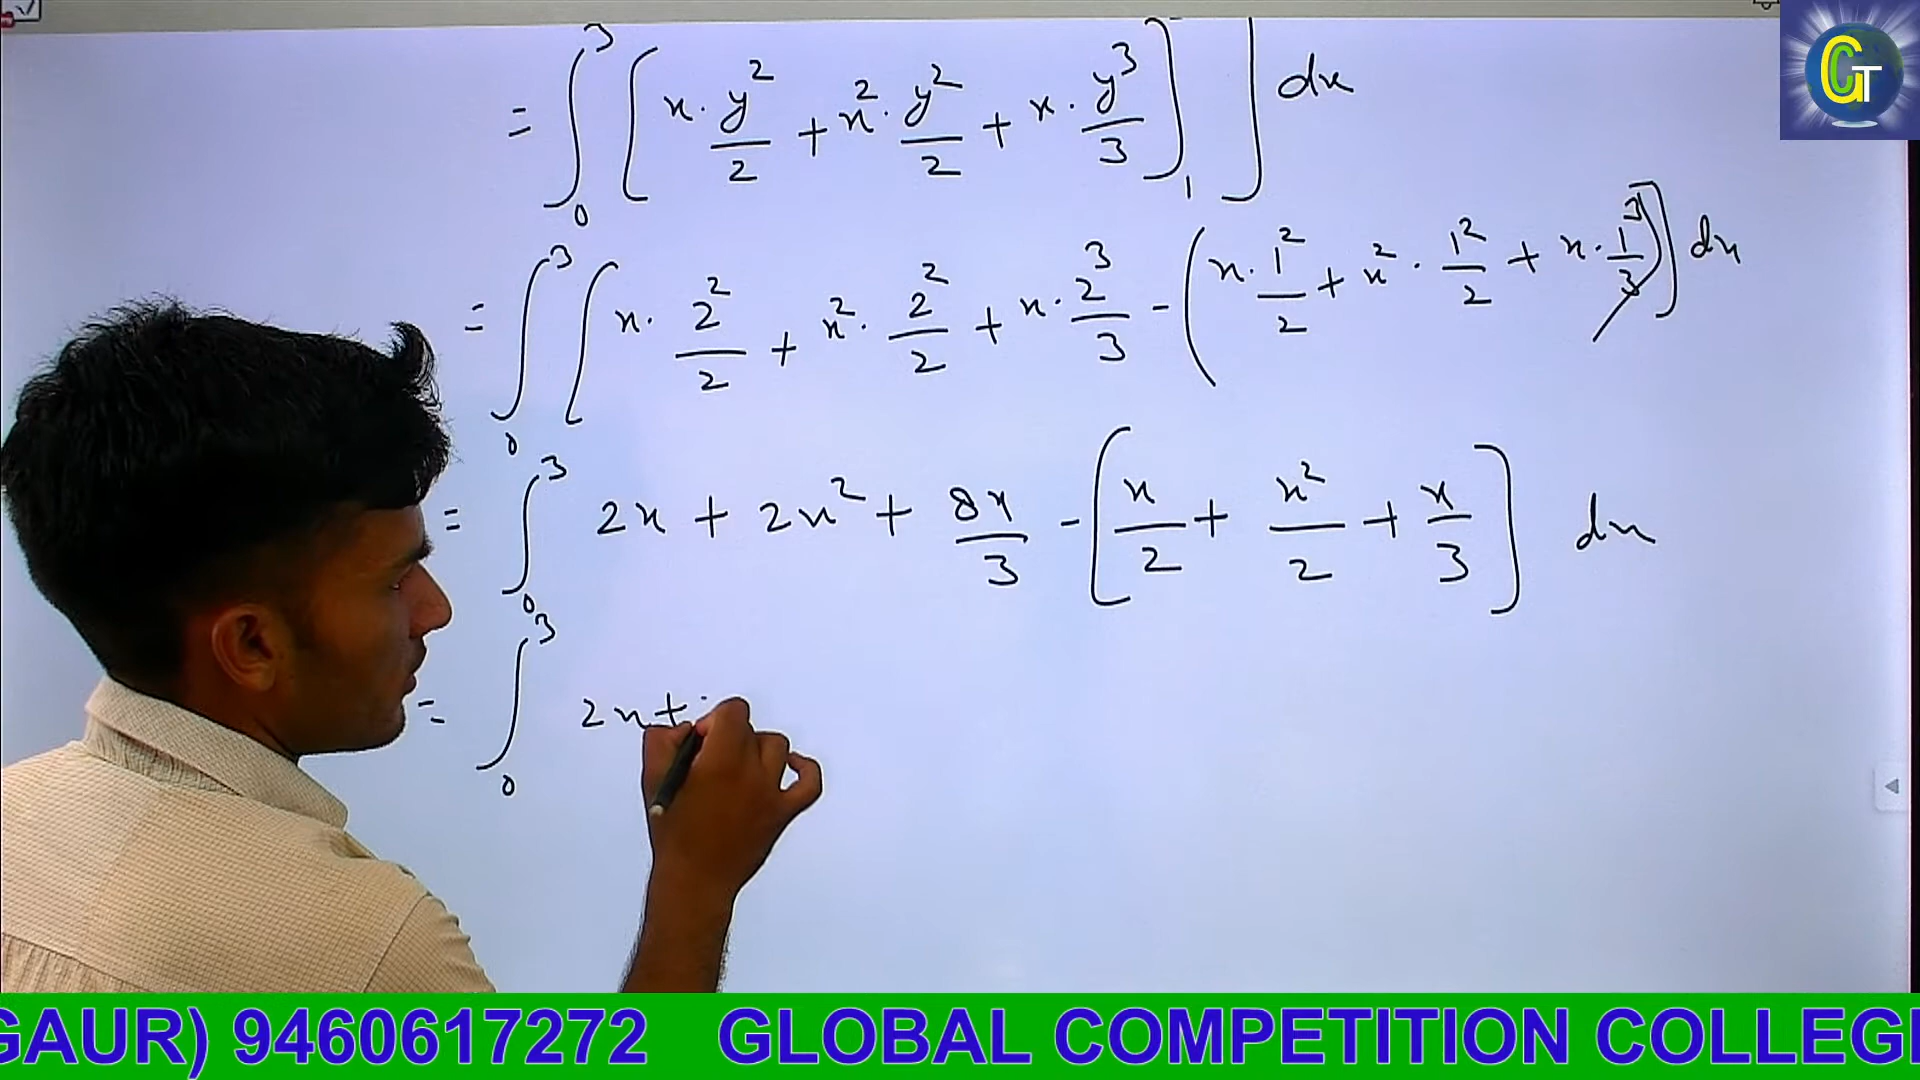 = ∫₀³ [ x · y²/2 + x² · y²/2 + x · y³/3 ]₁ ] dx
= ∫₀³ [ x · 2²/2 + x² · 2²/2 + x · 2³/3 - ( x · 1²/2 + x² · 1²/2 + x · 1³/3 ) ] dx
= ∫₀³ 2x + 2x² + 8x/3 - [ x/2 + x²/2 + x/3 ] dx
= ∫₀³ 2x +
GCT
GAUR) 9460617272 GLOBAL COMPETITION COLLEGE